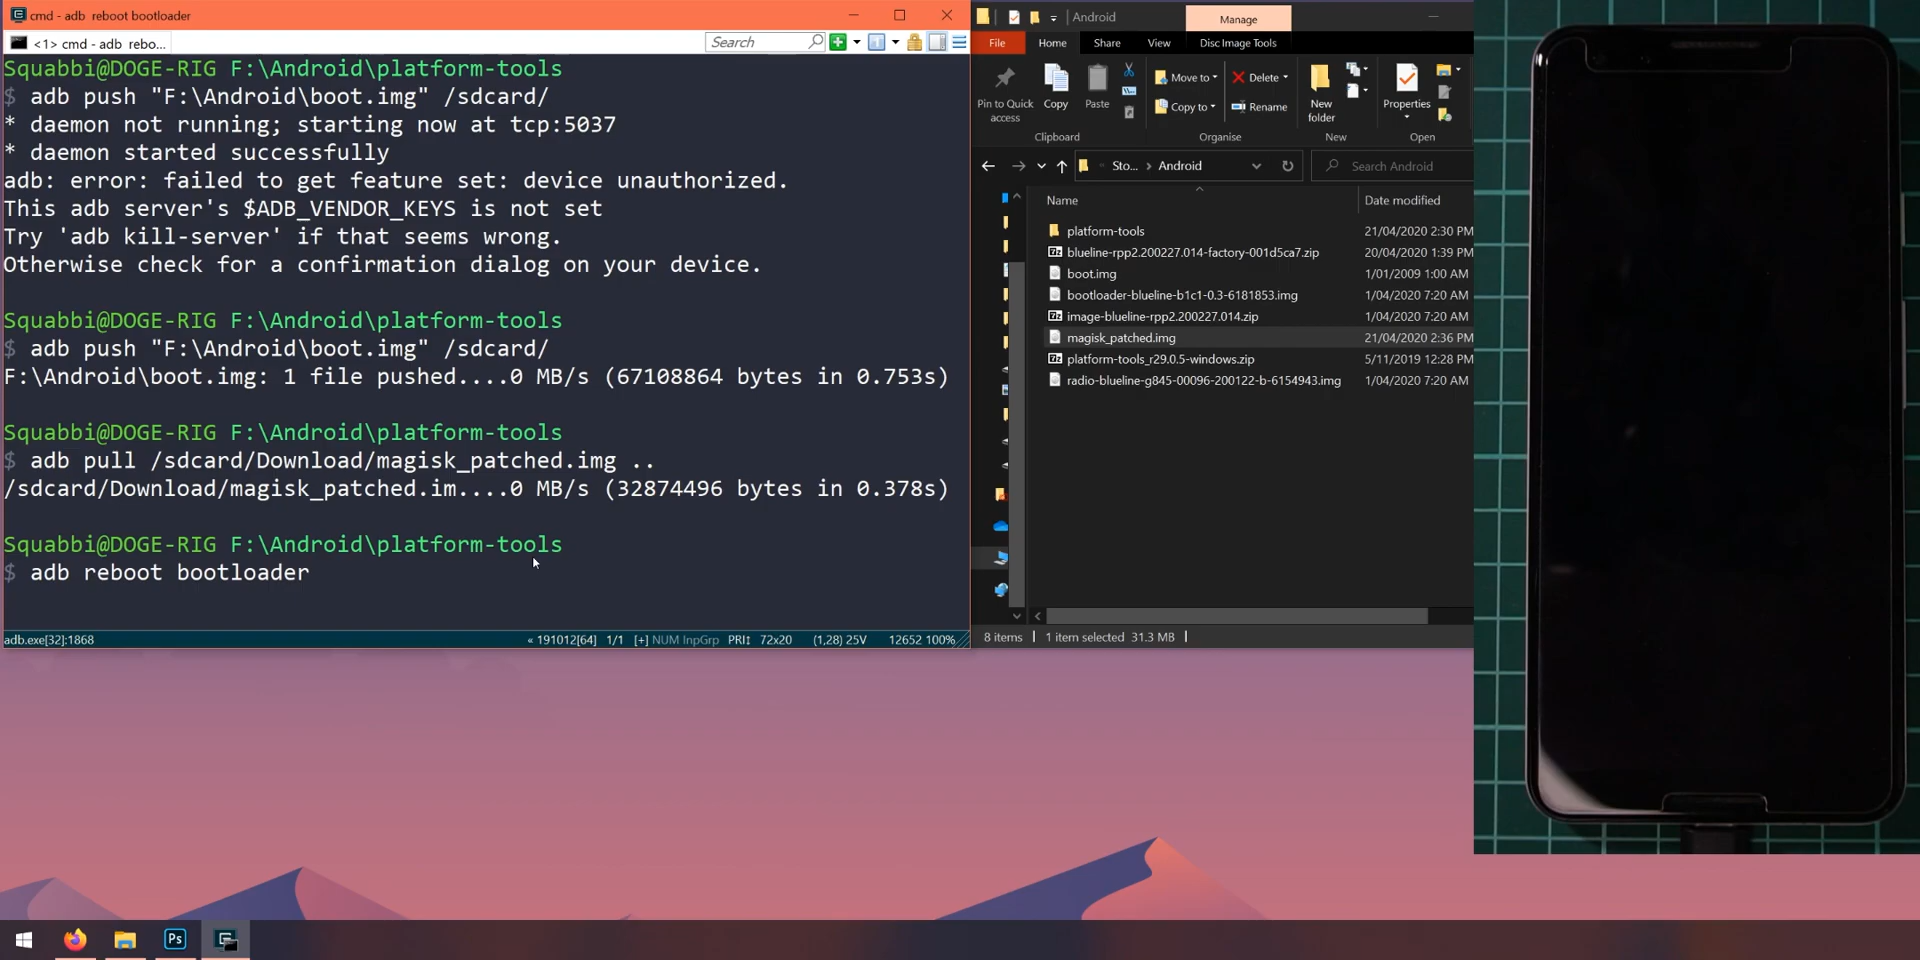 cmd - adb reboot bootloader
<1> cmd - adb rebo...
Search
Squabbi@DOGE-RIG F:\Android\platform-tools
$ adb push "F:\Android\boot.img" /sdcard/
* daemon not running; starting now at tcp:5037
* daemon started successfully
adb: error: failed to get feature set: device unauthorized.
This adb server's $ADB_VENDOR_KEYS is not set
Try 'adb kill-server' if that seems wrong.
Otherwise check for a confirmation dialog on your device.
Squabbi@DOGE-RIG F:\Android\platform-tools
$ adb push "F:\Android\boot.img" /sdcard/
F:\Android\boot.img: 1 file pushed....0 MB/s (67108864 bytes in 0.753s)
Squabbi@DOGE-RIG F:\Android\platform-tools
$ adb pull /sdcard/Download/magisk_patched.img ..
/sdcard/Download/magisk_patched.im....0 MB/s (32874496 bytes in 0.378s)
Squabbi@DOGE-RIG F:\Android\platform-tools
$ adb reboot bootloader
adb.exe[32]:1868 « 191012[64] 1/1 [+] NUM InpGrp PRI↕ 72x20 (1,28) 25V 12652 100%
Android
Manage
File Home Share View Disc Image Tools
Pin to Quick access
Copy
Paste
Move to
Copy to
Delete
Rename
New folder
Properties
Clipboard Organise New Open
« Sto... › Android
Search Android
Name Date modified
platform-tools 21/04/2020 2:30 PM
blueline-rpp2.200227.014-factory-001d5ca7.zip 20/04/2020 1:39 PM
boot.img 1/01/2009 1:00 AM
bootloader-blueline-b1c1-0.3-6181853.img 1/04/2020 7:20 AM
image-blueline-rpp2.200227.014.zip 1/04/2020 7:20 AM
magisk_patched.img 21/04/2020 2:36 PM
platform-tools_r29.0.5-windows.zip 5/11/2019 12:28 PM
radio-blueline-g845-00096-200122-b-6154943.img 1/04/2020 7:20 AM
8 items 1 item selected 31.3 MB
Ps